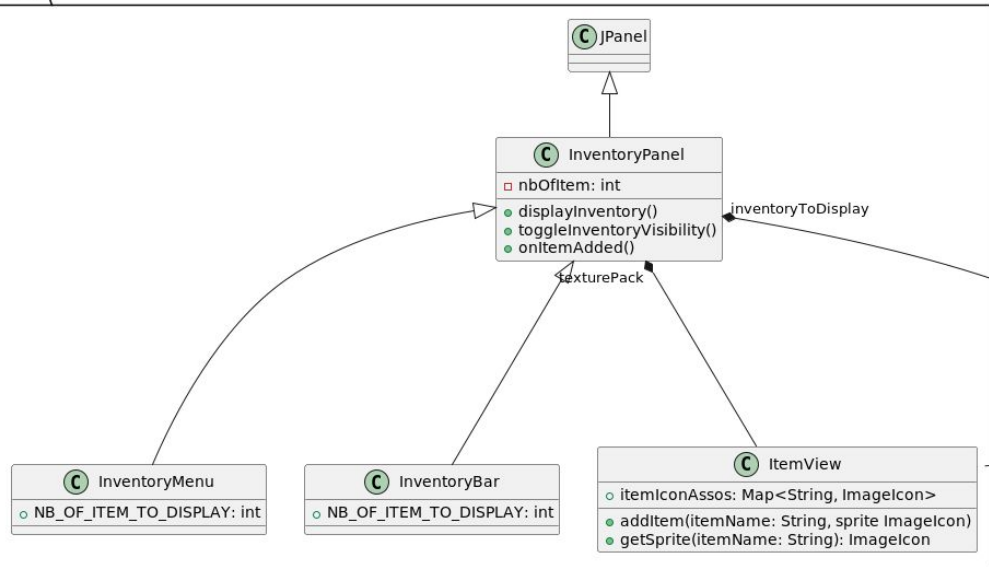 C JPanel
C InventoryPanel
nbOfItem: int
displayInventory()
toggleInventoryVisibility()
onItemAdded()
inventoryToDisplay
texturePack
C InventoryMenu
NB_OF_ITEM_TO_DISPLAY: int
C InventoryBar
NB_OF_ITEM_TO_DISPLAY: int
C ItemView
itemIconAssos: Map<String, ImageIcon>
addItem(itemName: String, sprite ImageIcon)
getSprite(itemName: String): ImageIcon